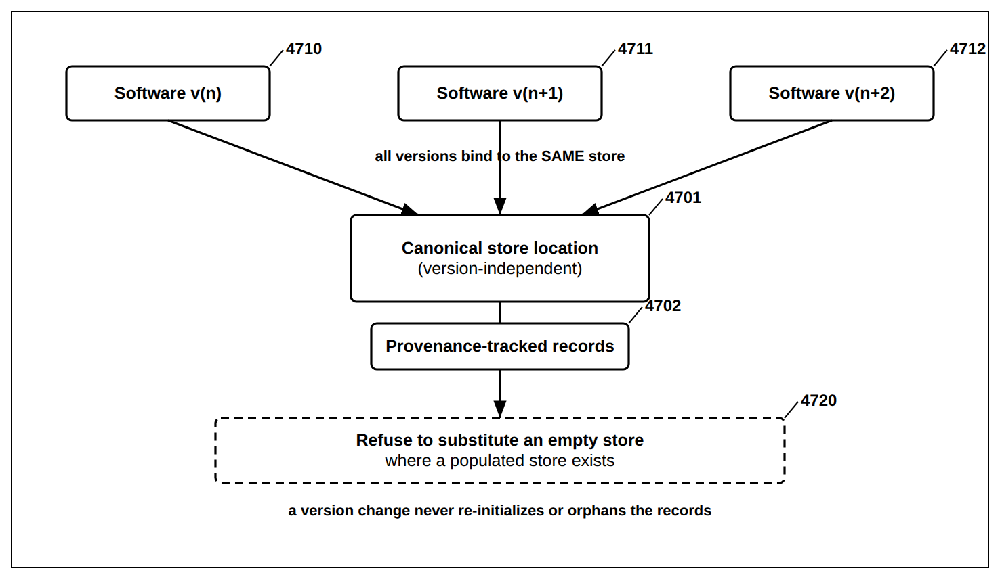 4710
4711
4712
Software v(n)
Software v(n+1)
Software v(n+2)
all versions bind to the SAME store
4701
Canonical store location
(version-independent)
4702
Provenance-tracked records
4720
Refuse to substitute an empty store
where a populated store exists
a version change never re-initializes or orphans the records